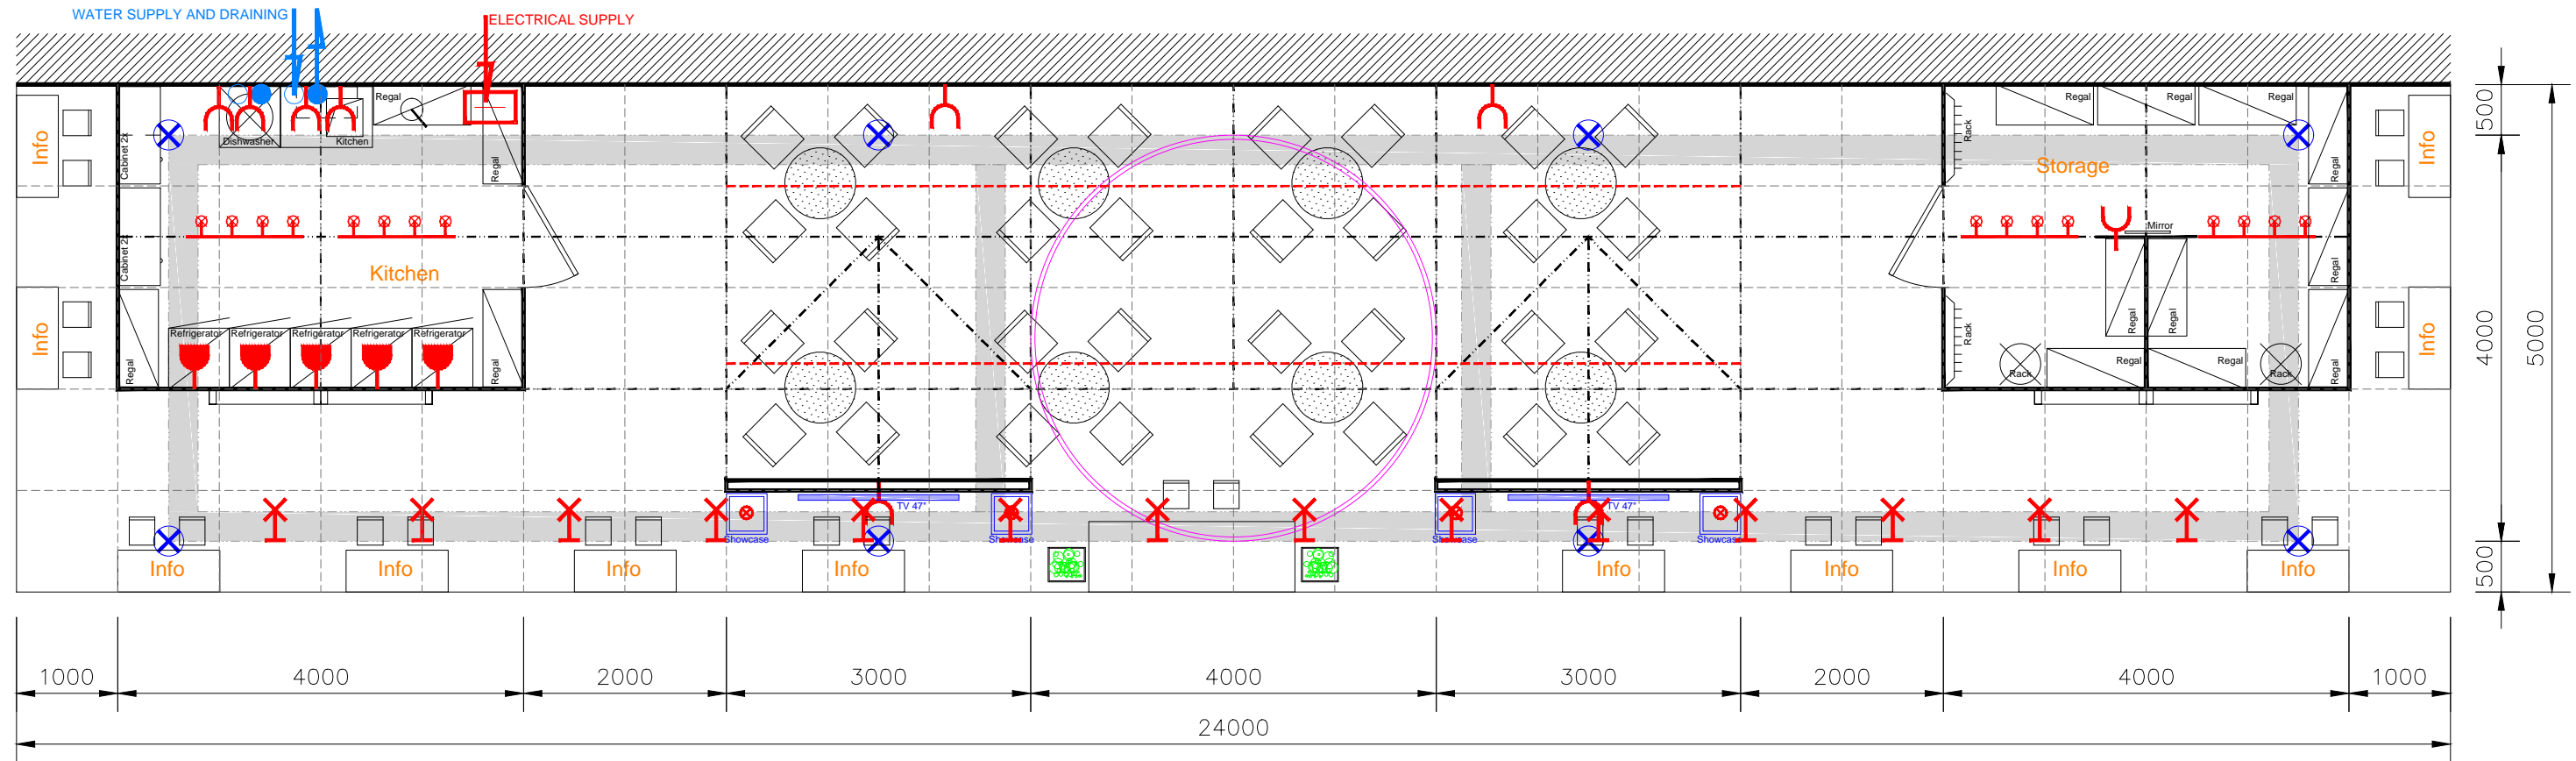 WATER SUPPLY AND DRAINING
ELECTRICAL SUPPLY
Info
Cabinet 2x
Dishwasher
Kitchen
Regal
Regal
Rack
Regal
Regal
Regal
Regal
Info
500
Storage
Cabinet 2x
Kitchen
Mirror
Regal
Info
Regal
Refrigerator
Refrigerator
Refrigerator
Refrigerator
Refrigerator
Rack
Rack
Regal
Regal
Regal
Regal
Rack
Regal
Info
4000
5000
TV 47"
TV 47"
Showcase
Showcase
Showcase
Showcase
Info
Info
Info
Info
Info
Info
Info
Info
500
1000
4000
2000
3000
4000
3000
2000
4000
1000
24000